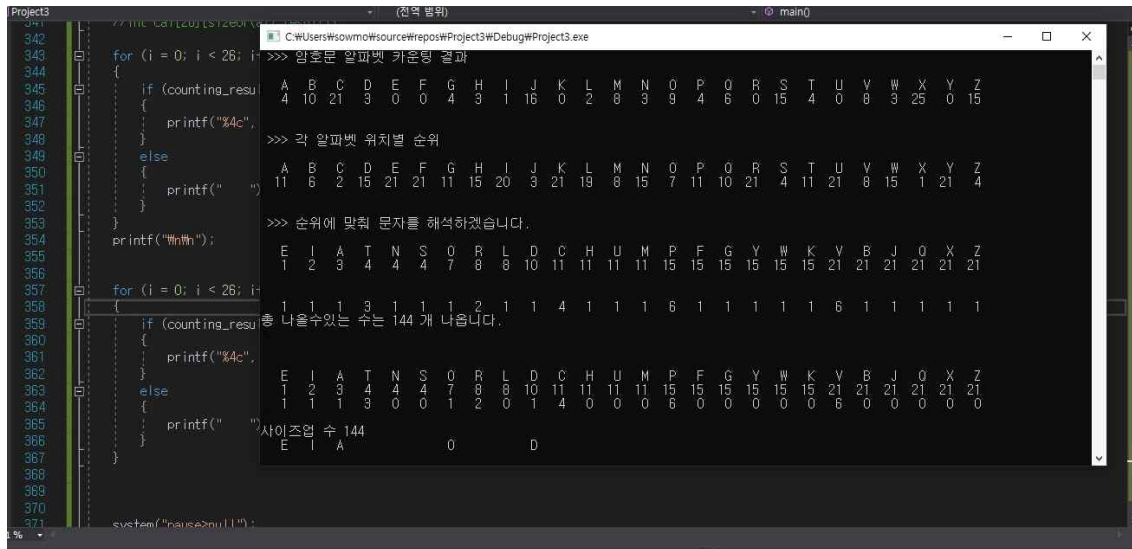 Project3 (전역 범위) main()
C:₩Users₩sowmo₩source₩repos₩Project3₩Debug₩Project3.exe
342
343 for (i = 0; i < 26; i
344 {
345 if (counting_resu
346 {
347 printf("%4c",
348 }
349 else
350 {
351 printf(" ")
352 }
353 }
354 printf("₩n₩n");
355
356
357 for (i = 0; i < 26; i
358 {
359 if (counting_resu
360 {
361 printf("%4c",
362 }
363 else
364 {
365 printf(" ")
366 }
367 }
368
369
370
371 system("pause>null");
>>> 암호문 알파벳 카운팅 결과
A B C D E F G H I J K L M N O P Q R S T U V W X Y Z
4 10 21 3 0 0 4 3 1 16 0 2 8 3 9 4 6 0 15 4 0 8 3 25 0 15
>>> 각 알파벳 위치별 순위
A B C D E F G H I J K L M N O P Q R S T U V W X Y Z
11 6 2 15 21 21 11 15 20 3 21 19 8 15 7 11 10 21 4 11 21 8 15 1 21 4
>>> 순위에 맞춰 문자를 해석하겠습니다.
E I A T N S O R L D C H U M P F G Y W K V B J Q X Z
1 2 3 4 4 4 7 8 8 10 11 11 11 11 15 15 15 15 15 15 21 21 21 21 21 21
1 1 1 3 1 1 1 2 1 1 4 1 1 1 6 1 1 1 1 1 6 1 1 1 1 1
총 나올수있는 수는 144 개 나옵니다.
E I A T N S O R L D C H U M P F G Y W K V B J Q X Z
1 2 3 4 4 4 7 8 8 10 11 11 11 11 15 15 15 15 15 15 21 21 21 21 21 21
1 1 1 3 0 0 1 2 0 1 4 0 0 0 6 0 0 0 0 0 6 0 0 0 0 0
사이즈업 수 144
E I A O D